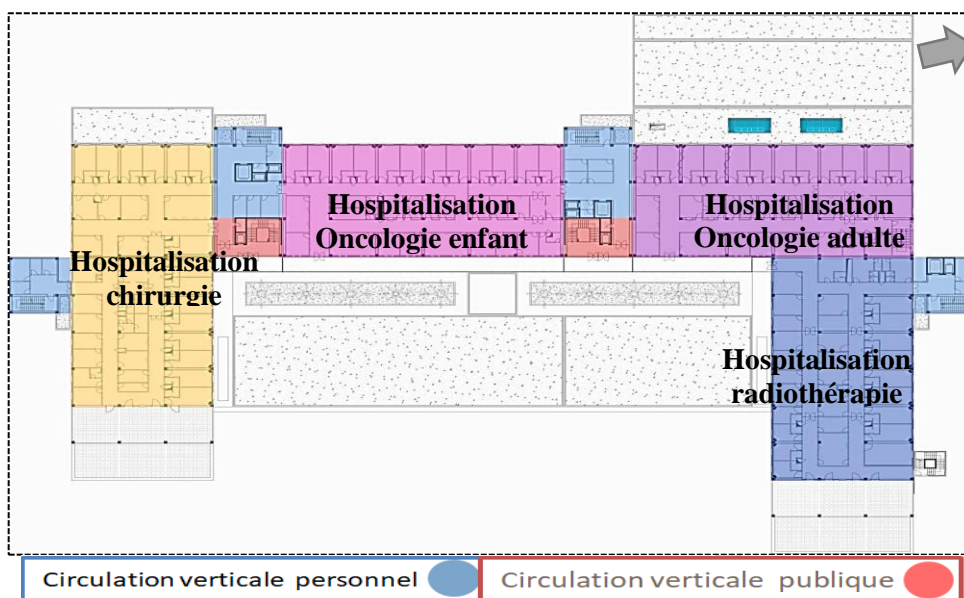 Hospitalisation
Oncologie enfant
Hospitalisation
Oncologie adulte
Hospitalisation
chirurgie
Hospitalisation
radiothérapie
Circulation verticale personnel
Circulation verticale publique